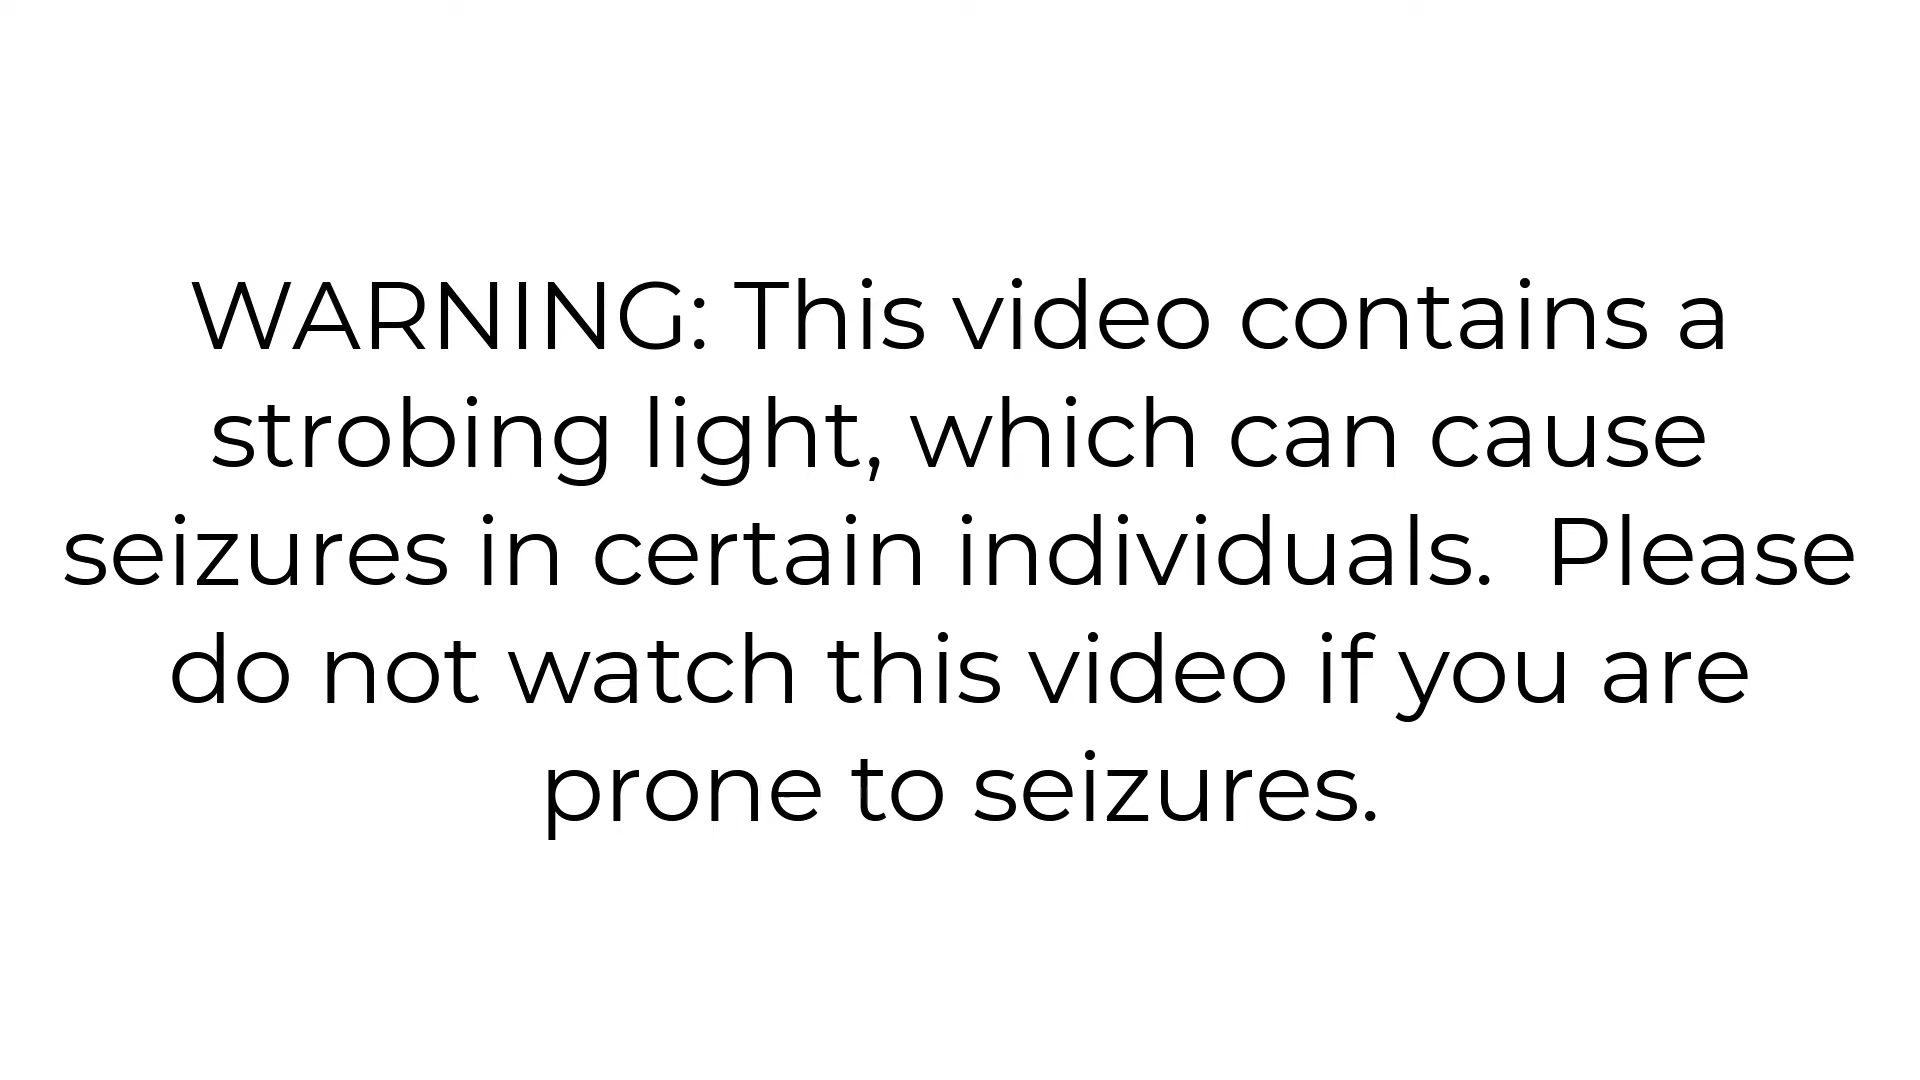 WARNING: This video contains a
strobing light, which can cause
seizures in certain individuals.  Please
do not watch this video if you are
prone to seizures.